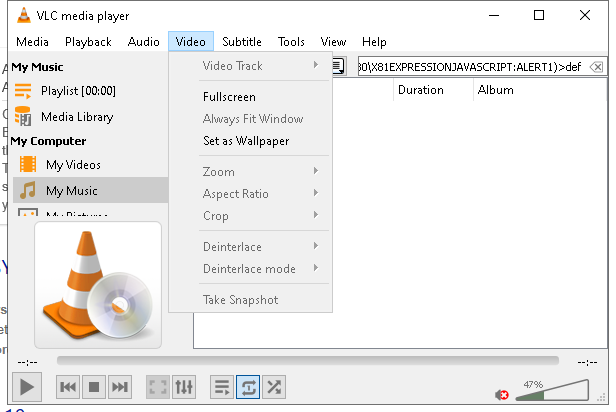 VLC media player
Media Playback Audio Video Subtitle Tools View Help
My Music
Playlist [00:00]
Media Library
My Computer
My Videos
My Music
My Pictures
Video Track
Fullscreen
Always Fit Window
Set as Wallpaper
Zoom
Aspect Ratio
Crop
Deinterlace
Deinterlace mode
Take Snapshot
\X81EXPRESSIONJAVASCRIPT:ALERT1)>def
Duration Album
--:-- --:--
47%